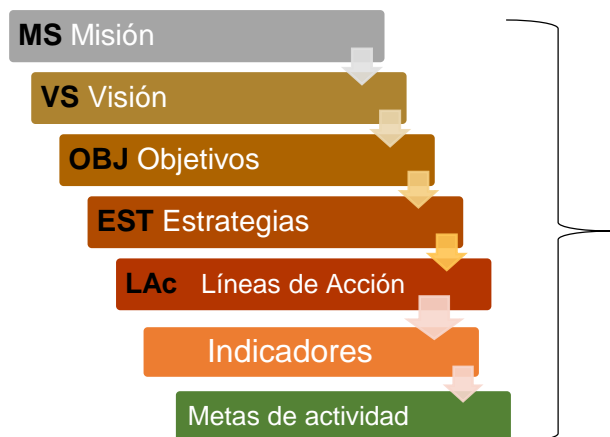 MS Misión
VS Visión
OBJ Objetivos
EST Estrategias
LAc Líneas de Acción
Indicadores
Metas de actividad